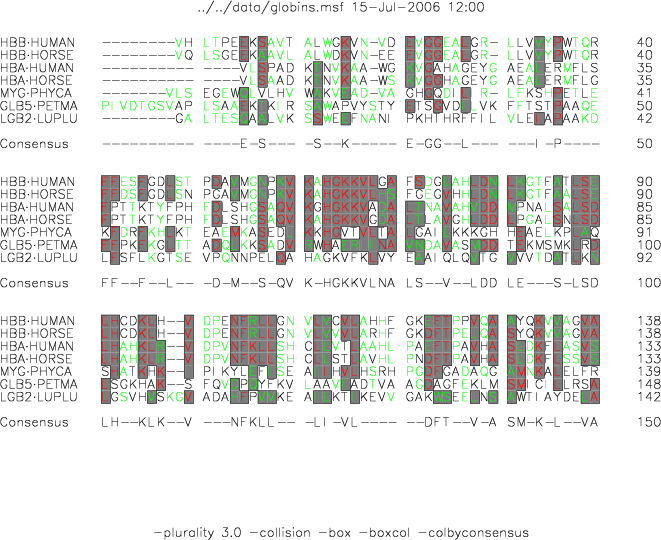 ../../data/globins.msf 15-Jul-2006 12:00
HBB-HUMAN --------VH LTPEEKSAVT ALWGKVN-VD EVGGEALGR- LLVVYPWTQR 40
HBB-HORSE --------VQ LSGEEKAAVL ALWDKVN-EE EVGGEALGR- LLVVYPWTQR 40
HBA-HUMAN ---------- ----VLSPAD KTNVKAA-WG KVGAHAGEYG AEALERMFLS 35
HBA-HORSE ---------- ----VLSAAD KTNVKAA-WS KVGGHAGEYG AEALERMFLG 35
MYG-PHYCA -------VLS EGEWQLVLHV WAKVEAD-VA GHGQDILIR- LFKSHPETLE 41
GLB5-PETMA PIVDTGSVAP LSAAEKTKIR SAWAPVYSTY ETSGVDILVK FFTSTPAAQE 50
LGB2-LUPLU --------GA LTESQAALVK SSWEEFNANI PKHTHRFFIL VLEIAPAAKD 42
Consensus ---------- ----E-S--- -S--K----- E-GG--L--- ---I-P---- 50
HBB-HUMAN FFESFGDLST PDAVMGNPKV KAHGKKVLGA FSDGLAHLDN LKGTFATLSE 90
HBB-HORSE FFDSFGDLSN PGAVMGNPKV KAHGKKVLHS FGEGVHHLDN LKGTFAALSE 90
HBA-HUMAN FPTTKTYFPH FDLSHGSAQV KGHGKKVADA LTNAVAHVDD MPNALSALSD 85
HBA-HORSE FPTTKTYFPH FDLSHGSAQV KAHGKKVGDA LTLAVGHLDD LPGALSNLSD 85
MYG-PHYCA KFDRFKHLKT EAEMKASEDL KKHGVTVLTA LGAILKKKGH HEAELKPLAQ 91
GLB5-PETMA FFPKFKGLTT ADQLKKSADV RWHAERIINA VNDAVASMDD TEKMSMKLRD 100
LGB2-LUPLU LFSFLKGTSE VPQNNPELQA HAGKVFKLVY EAAIQLQVTG VVVTDATLKN 92
Consensus FF--F--L-- -D--M-S-QV K-HGKKVLNA LS--V--LDD LE---S-LSD 100
HBB-HUMAN LHCDKLH--V DPENFRLLGN VLVCVLAHHF GKEFTPPVQA AYQKVVAGVA 138
HBB-HORSE LHCDKLH--V DPENFRLLGN VLVVVLARHF GKDFTPELQA SYQKVVAGVA 138
HBA-HUMAN LHAHKLR--V DPVNFKLLSH CLLVTLAAHL PAEFTPAVHA SLDKFLASVS 133
HBA-HORSE LHAHKLR--V DPVNFKLLSH CLLSTLAVHL PNDFTPAVHA SLDKFLSSVS 133
MYG-PHYCA SHATKHK--I PIKYLEFISE AIIHVLHSRH PGDFGADAQG AMNKALELFR 139
GLB5-PETMA LSGKHAK--S FQVDPQYFKV LAAVIADTVA AGDAGFEKLM SMICILLRSA 148
LGB2-LUPLU LGSVHVSKGV ADAHFPVVKE AILKTIKEVV GAKWSEELNS AWTIAYDELA 142
Consensus LH--KLK--V ---NFKLL-- -LI-VL---- --DFT--V-A SM-K-L--VA 150
-plurality 3.0 -collision -box -boxcol -colbyconsensus